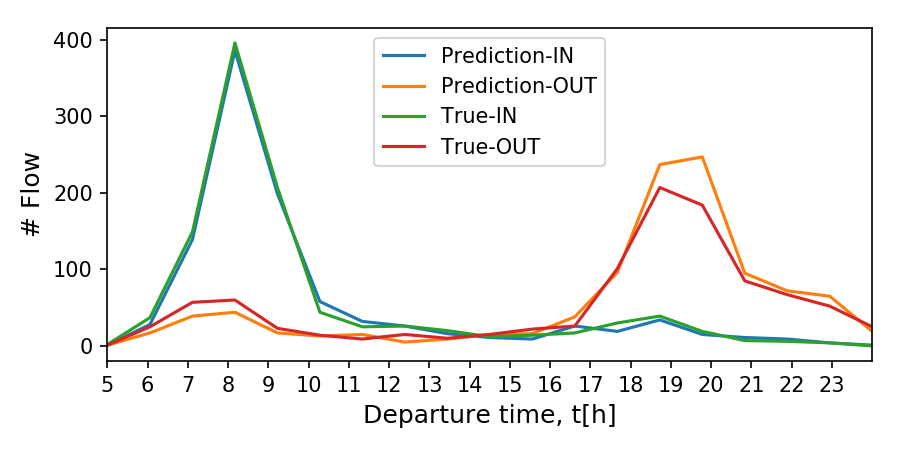 400
300
200
100
0
# Flow
Prediction-IN
Prediction-OUT
True-IN
True-OUT
5 6 7 8 9 10 11 12 13 14 15 16 17 18 19 20 21 22 23
Departure time, t[h]